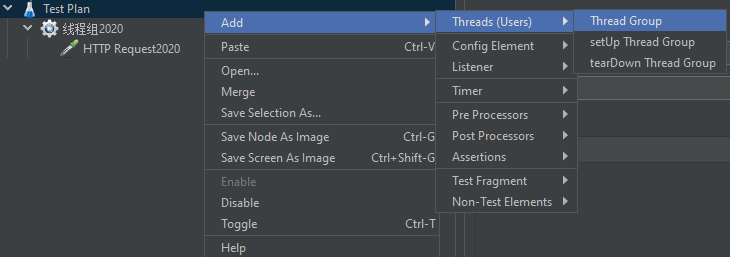 Test Plan
线程组2020
HTTP Request2020
Add
Paste Ctrl-V
Open...
Merge
Save Selection As...
Save Node As Image Ctrl-G
Save Screen As Image Ctrl+Shift-G
Enable
Disable
Toggle Ctrl-T
Help
Threads (Users)
Config Element
Listener
Timer
Pre Processors
Post Processors
Assertions
Test Fragment
Non-Test Elements
Thread Group
setUp Thread Group
tearDown Thread Group